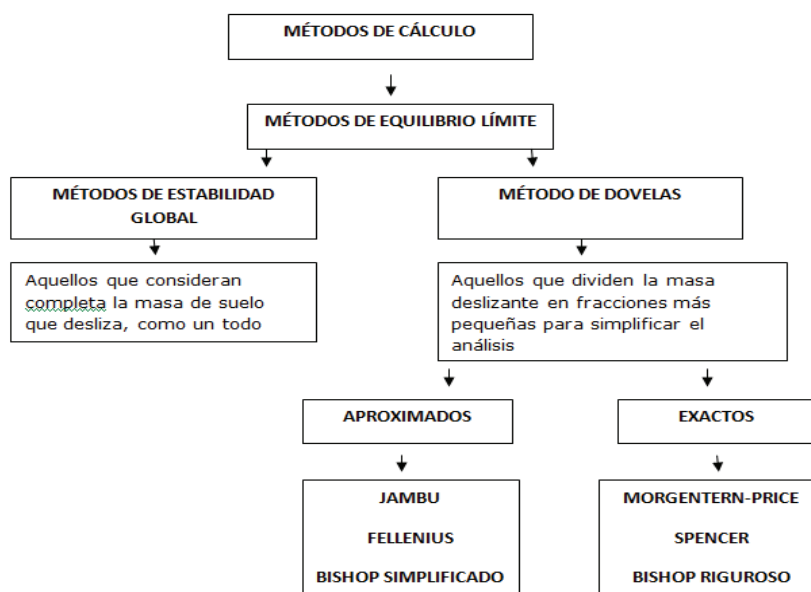 MÉTODOS DE CÁLCULO
MÉTODOS DE EQUILIBRIO LÍMITE
MÉTODOS DE ESTABILIDAD
GLOBAL
MÉTODO DE DOVELAS
Aquellos que consideran
completa la masa de suelo
que desliza, como un todo
Aquellos que dividen la masa
deslizante en fracciones más
pequeñas para simplificar el
análisis
APROXIMADOS
EXACTOS
JAMBU
FELLENIUS
BISHOP SIMPLIFICADO
MORGENTERN-PRICE
SPENCER
BISHOP RIGUROSO